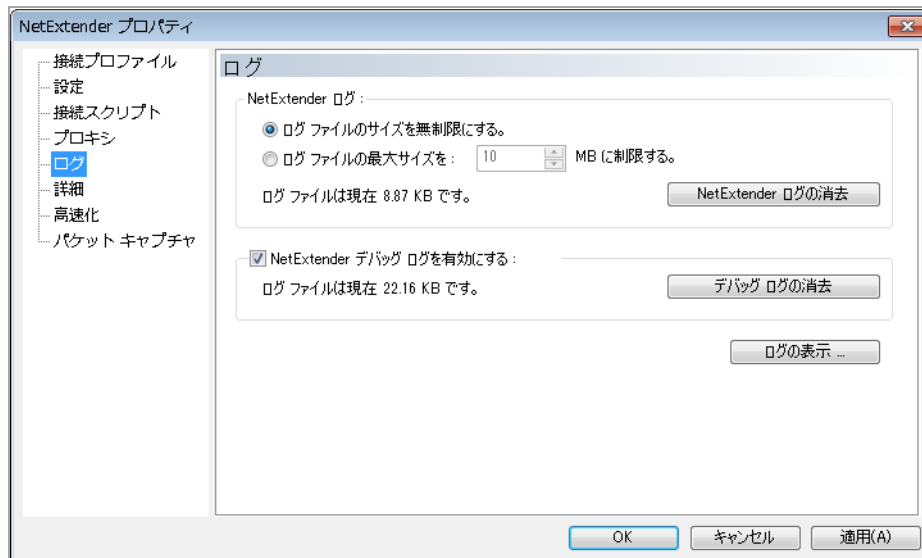 NetExtender プロパティ
接続プロファイル
設定
接続スクリプト
プロキシ
ログ
詳細
高速化
パケット キャプチャ
ログ
NetExtender ログ :
ログ ファイルのサイズを無制限にする。
ログ ファイルの最大サイズを : 10 MB に制限する。
ログ ファイルは現在 8.87 KB です。
NetExtender ログの消去
NetExtender デバッグ ログを有効にする :
ログ ファイルは現在 22.16 KB です。
デバッグ ログの消去
ログの表示 ...
OK
キャンセル
適用(A)